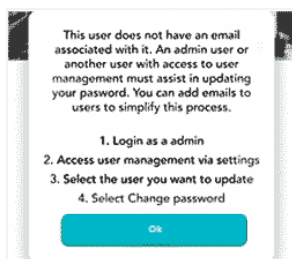 This user does not have an email
associated with it. An admin user or
another user with access to user
management must assist in updating
your password. You can add emails to
users to simplify this process.
1. Login as a admin
2. Access user management via settings
3. Select the user you want to update
4. Select Change password
Ok